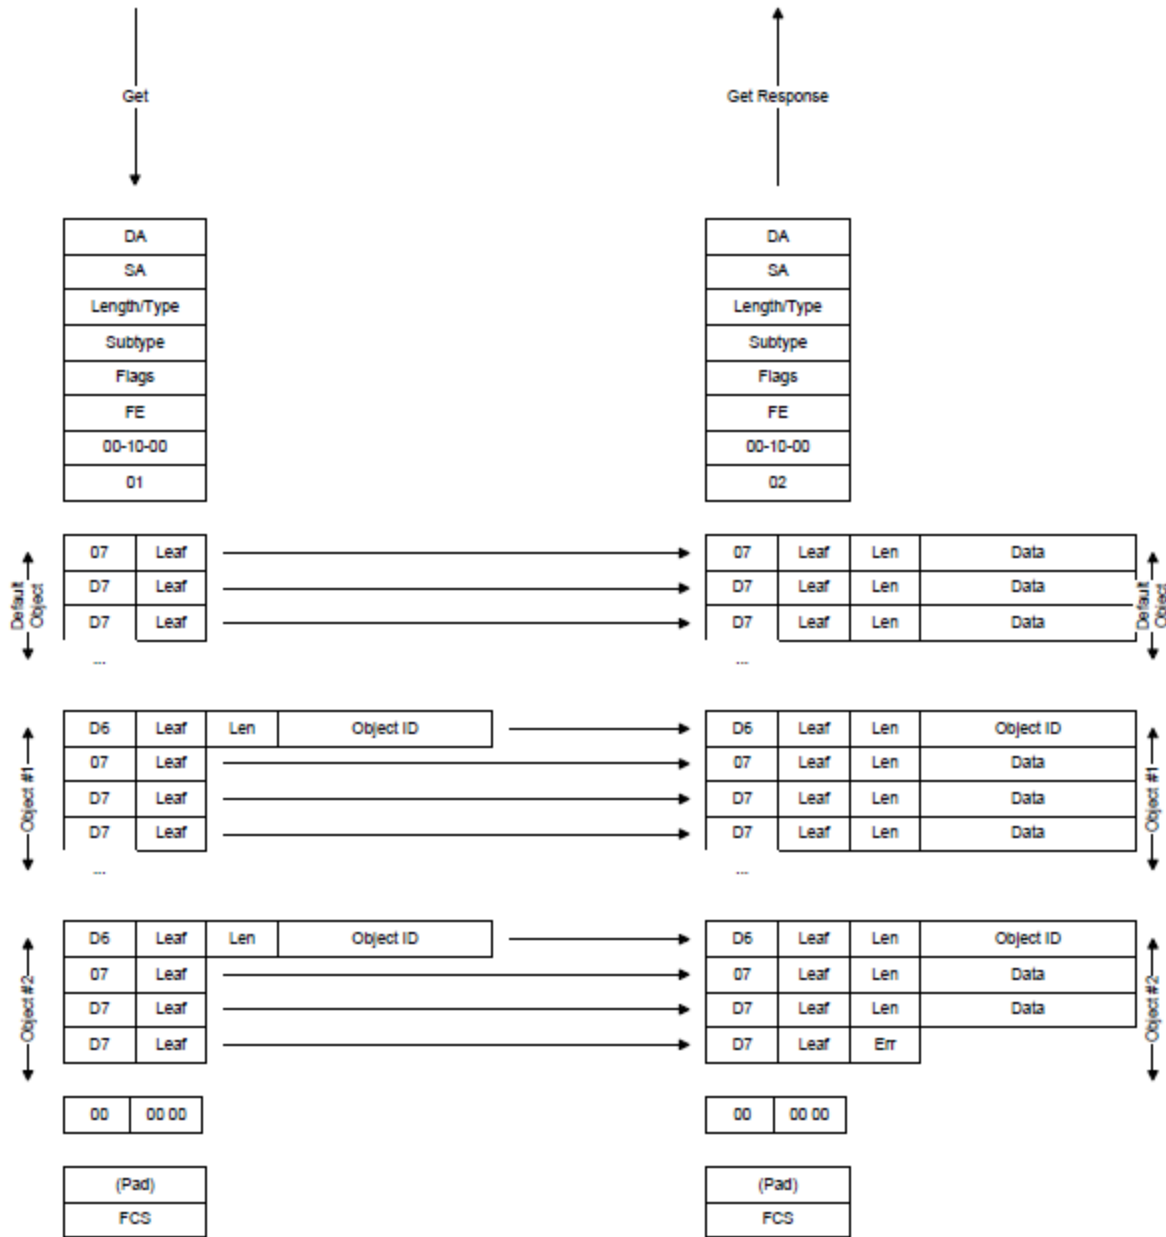 Get Get Response
DA DA
SA SA
Length/Type Length/Type
Subtype Subtype
Flags Flags
FE FE
00-10-00 00-10-00
01 02
Default Object
07 Leaf 07 Leaf Len Data
D7 Leaf D7 Leaf Len Data
D7 Leaf D7 Leaf Len Data
... ...
Default Object
Object #1
D6 Leaf Len Object ID D6 Leaf Len Object ID
07 Leaf 07 Leaf Len Data
D7 Leaf D7 Leaf Len Data
D7 Leaf D7 Leaf Len Data
... ...
Object #1
Object #2
D6 Leaf Len Object ID D6 Leaf Len Object ID
07 Leaf 07 Leaf Len Data
D7 Leaf D7 Leaf Len Data
D7 Leaf D7 Leaf Err
Object #2
00 00 00 00 00 00
(Pad) (Pad)
FCS FCS